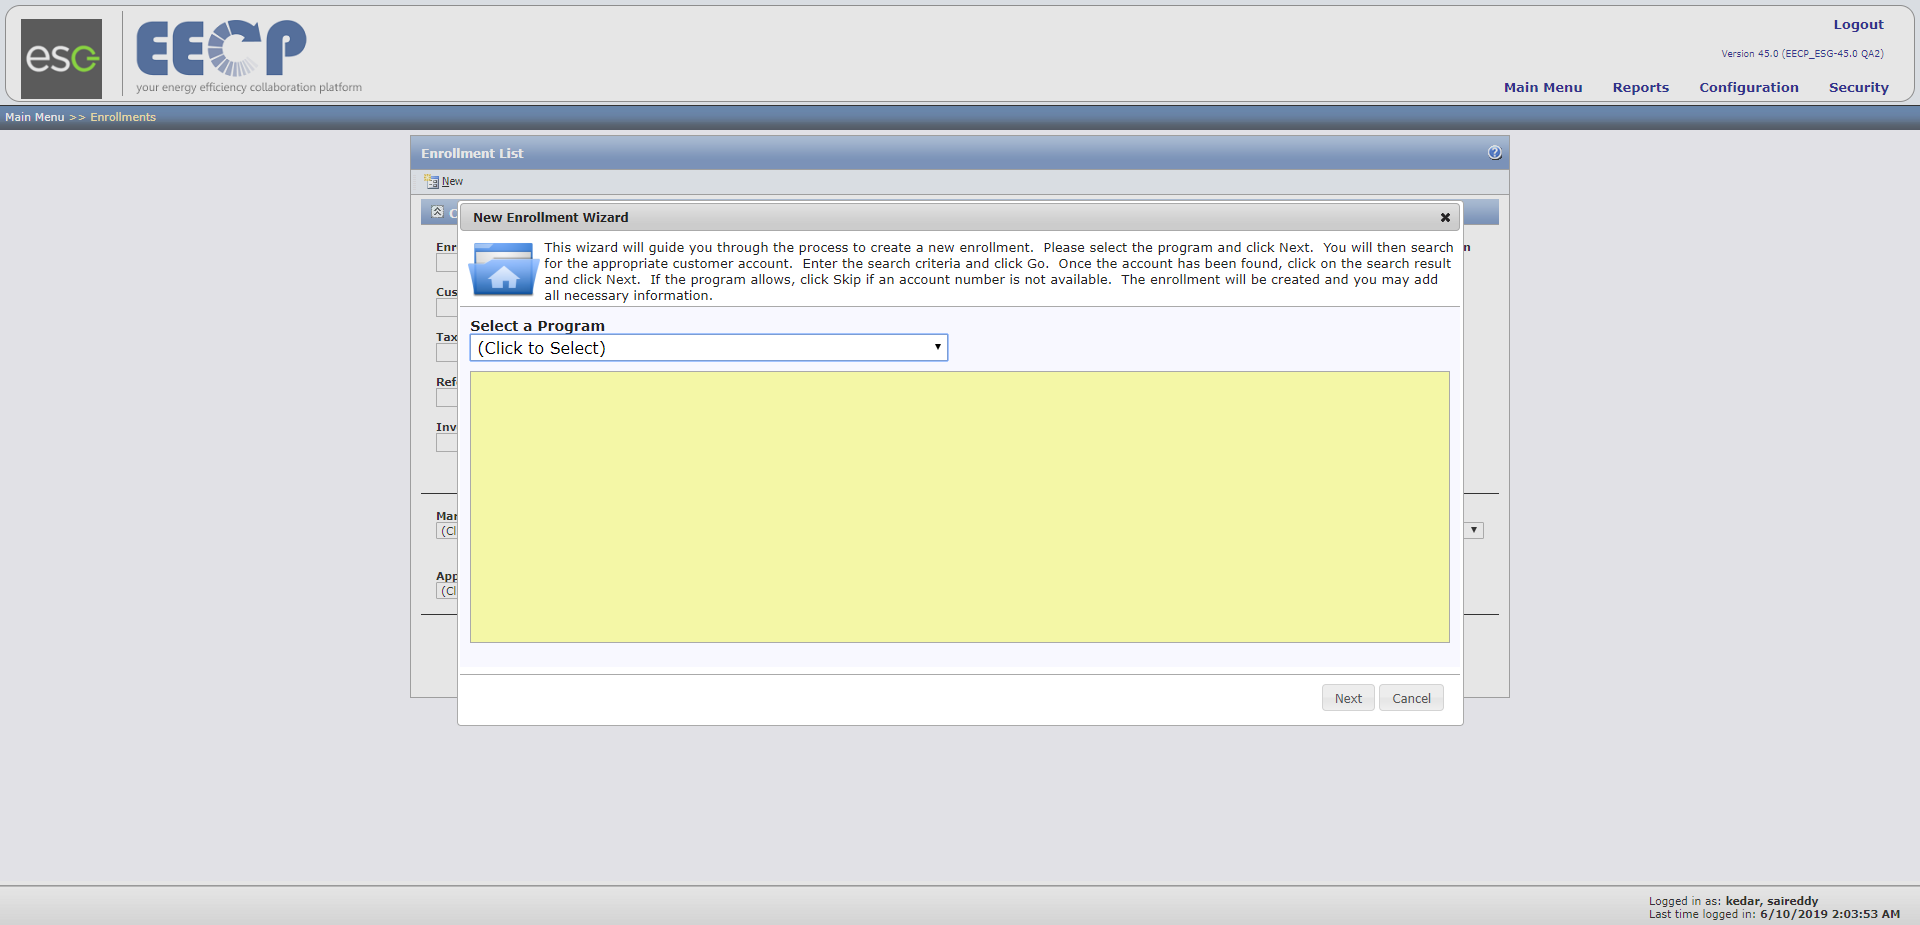 esg
EECP
your energy efficiency collaboration platform
Logout
Version 45.0 (EECP_ESG-45.0 QA2)
Main Menu Reports Configuration Security
Main Menu >> Enrollments
Enrollment List
New
New Enrollment Wizard
This wizard will guide you through the process to create a new enrollment. Please select the program and click Next. You will then search
for the appropriate customer account. Enter the search criteria and click Go. Once the account has been found, click on the search result
and click Next. If the program allows, click Skip if an account number is not available. The enrollment will be created and you may add
all necessary information.
Select a Program
(Click to Select)
Enr
Cus
Tax
Ref
Inv
Mar
(Cl
App
(Cl
Next Cancel
Logged in as: kedar, saireddy
Last time logged in: 6/10/2019 2:03:53 AM